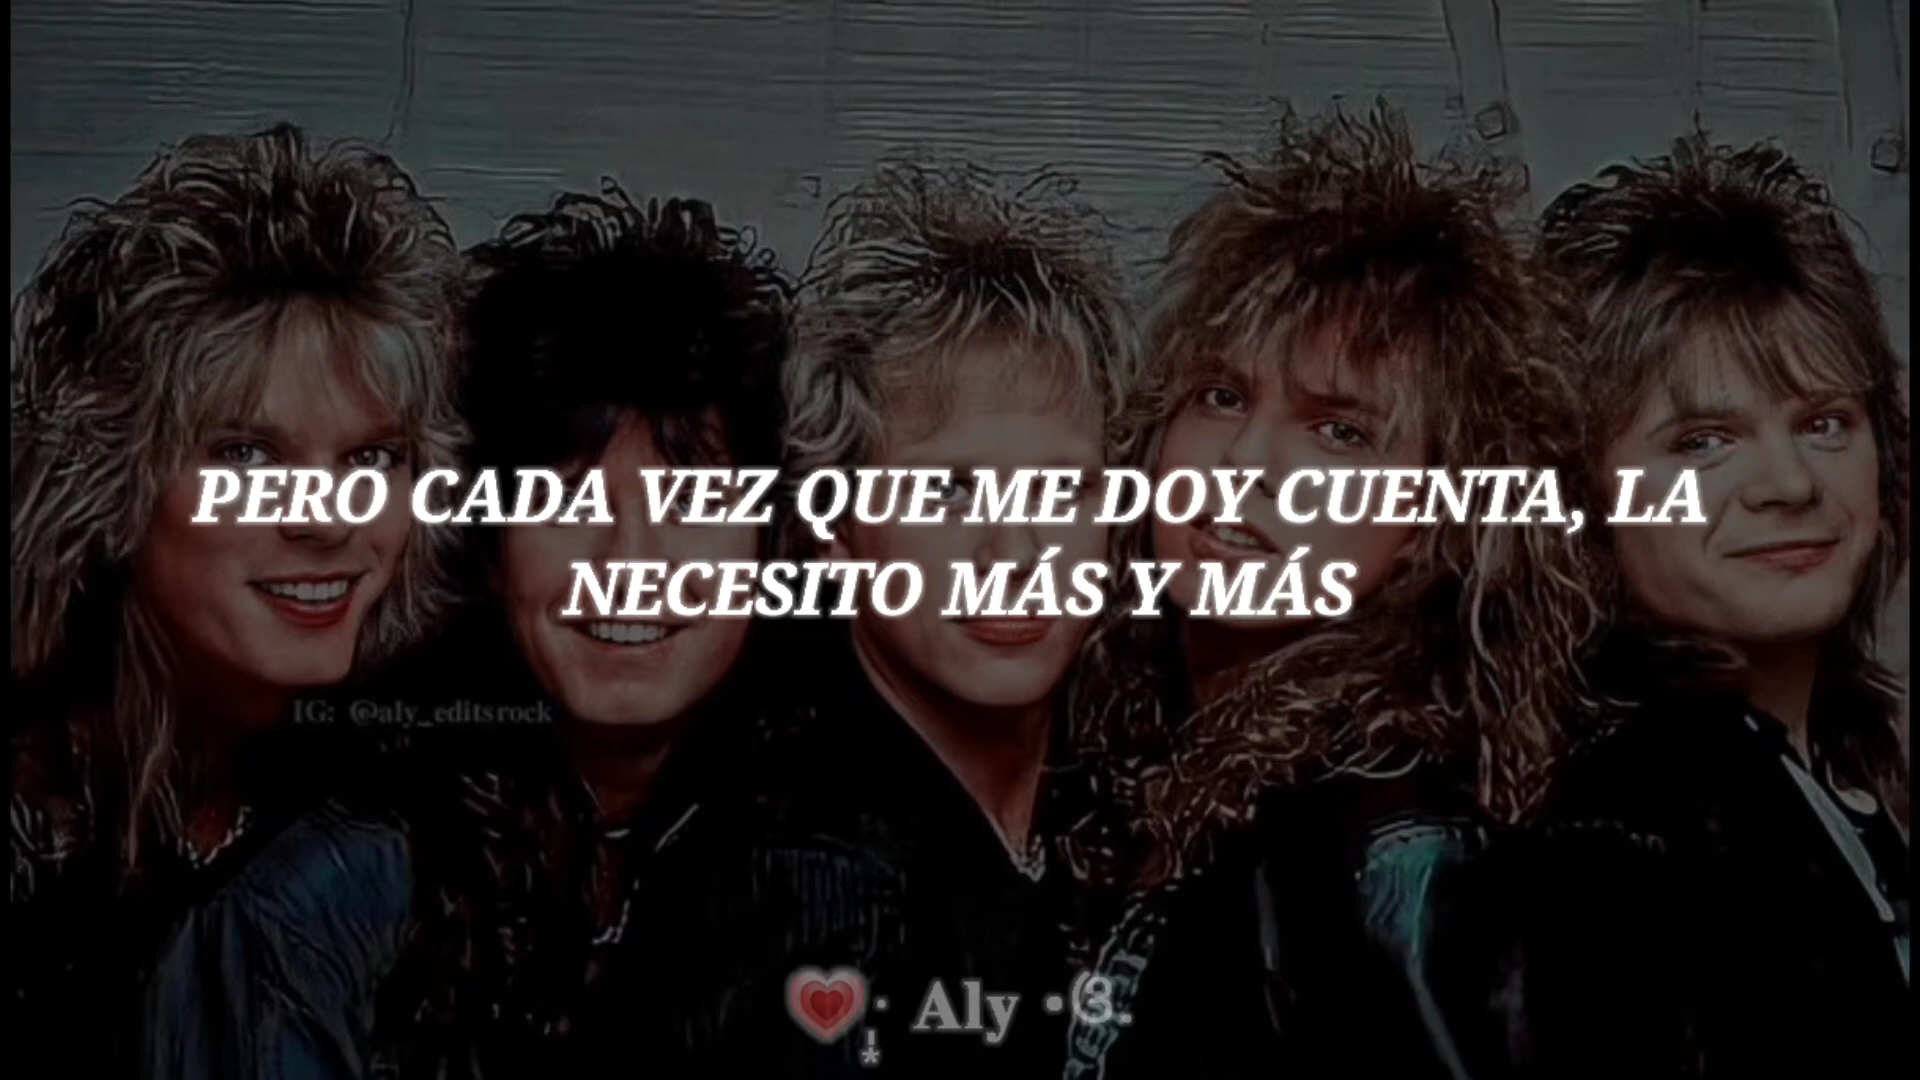 PERO CADA VEZ QUE ME DOY CUENTA, LA
NECESITO MÁS Y MÁS
IG: @aly_editsrock
Aly